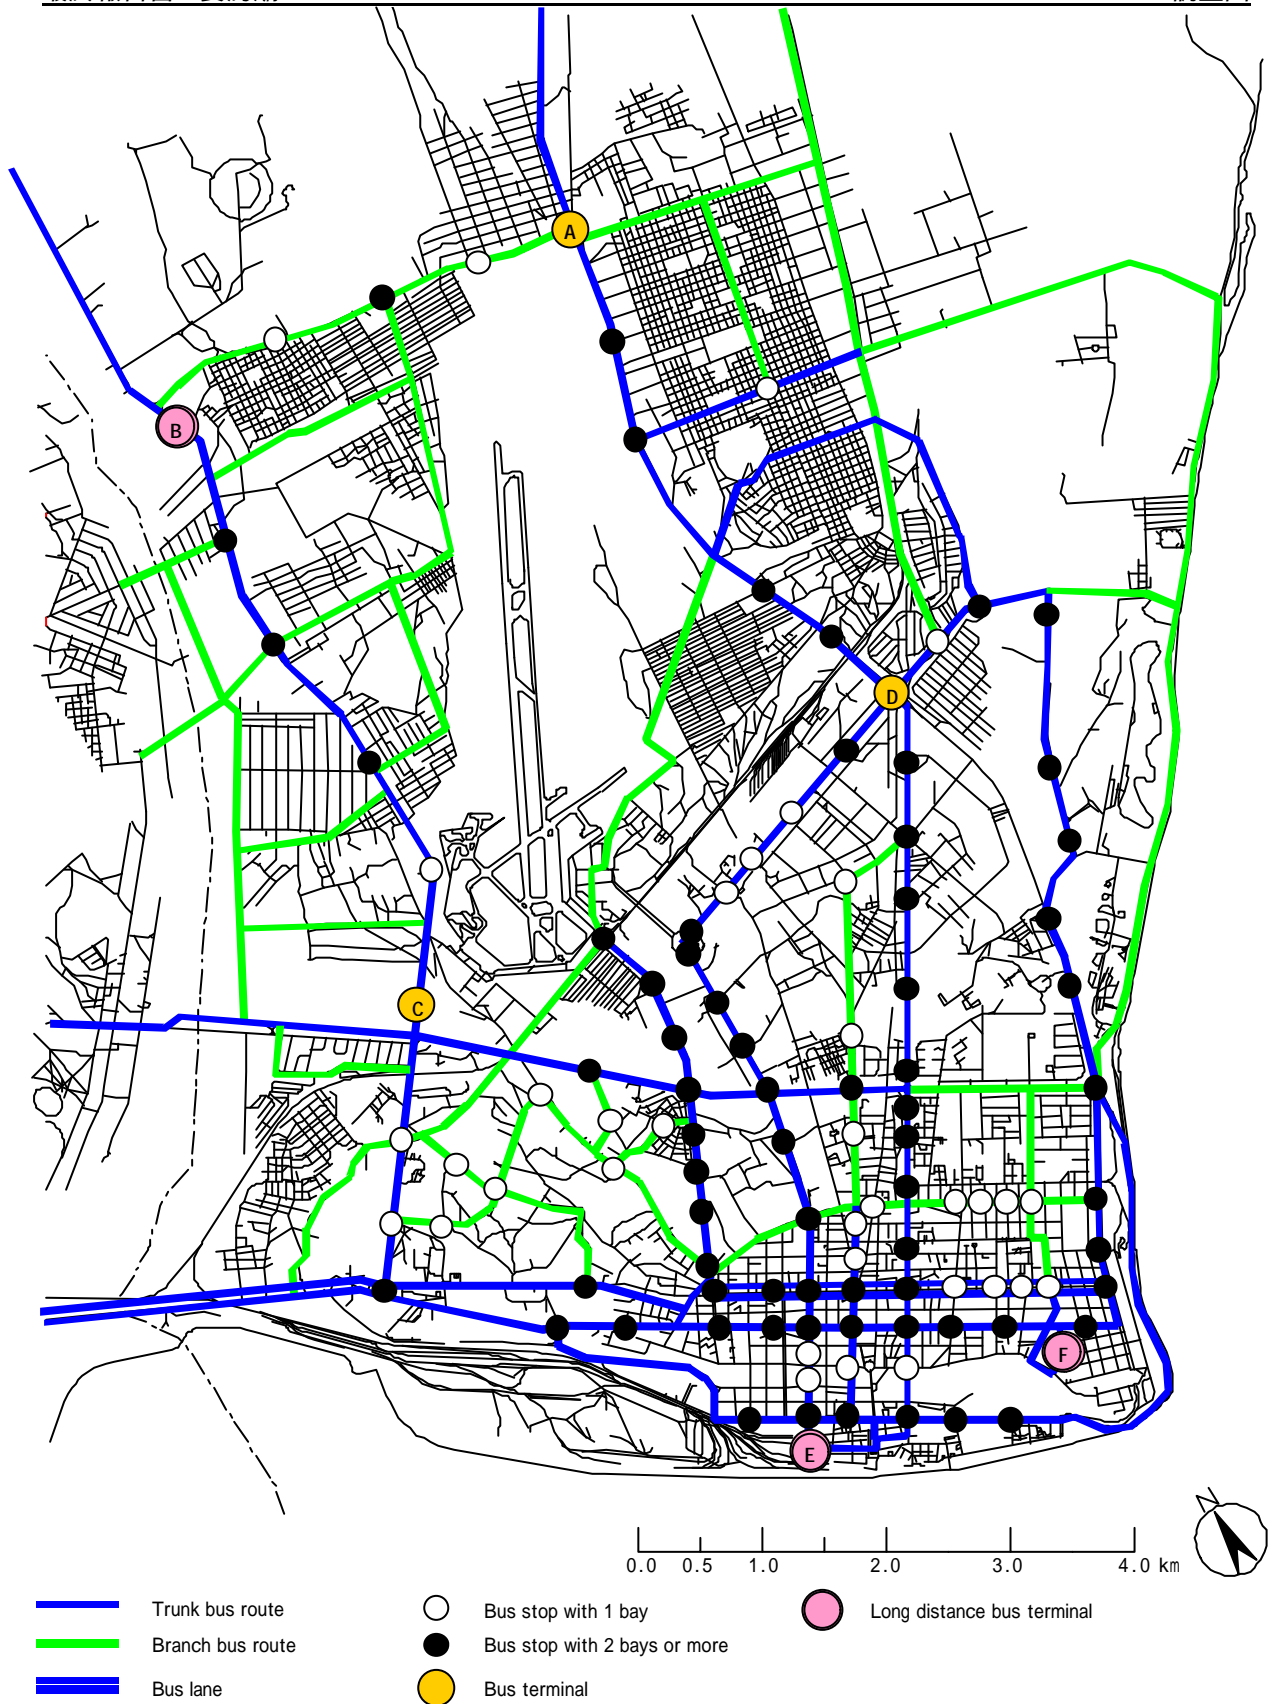 A
B
D
C
F
E
N
0.0 0.5 1.0 2.0 3.0 4.0 km
Trunk bus route
Bus stop with 1 bay
Long distance bus terminal
Branch bus route
Bus stop with 2 bays or more
Bus lane
Bus terminal